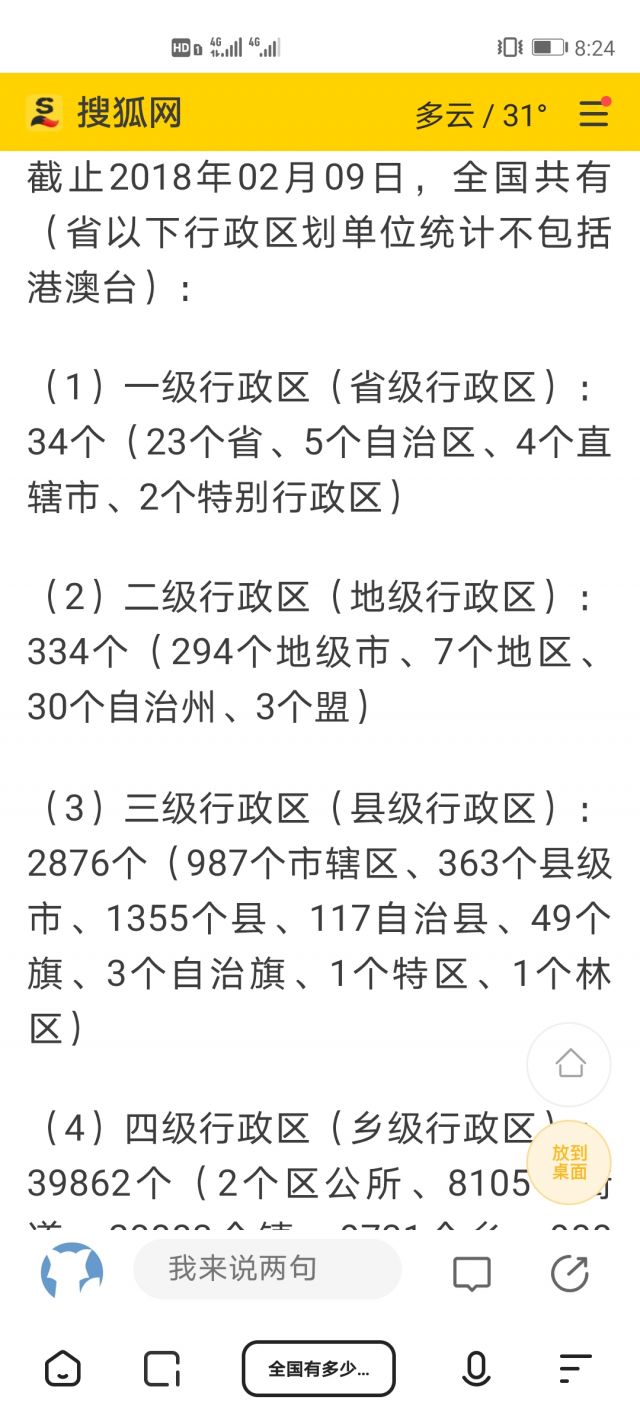 HD 1 4G 4G 8:24
搜狐网 多云 / 31°
截止2018年02月09日，全国共有
（省以下行政区划单位统计不包括
港澳台）：
（1）一级行政区（省级行政区）：
34个（23个省、5个自治区、4个直
辖市、2个特别行政区）
（2）二级行政区（地级行政区）：
334个（294个地级市、7个地区、
30个自治州、3个盟）
（3）三级行政区（县级行政区）：
2876个（987个市辖区、363个县级
市、1355个县、117自治县、49个
旗、3个自治旗、1个特区、1个林
区）
（4）四级行政区（乡级行政区）：
39862个（2个区公所、8105
放到
桌面
我来说两句
全国有多少...